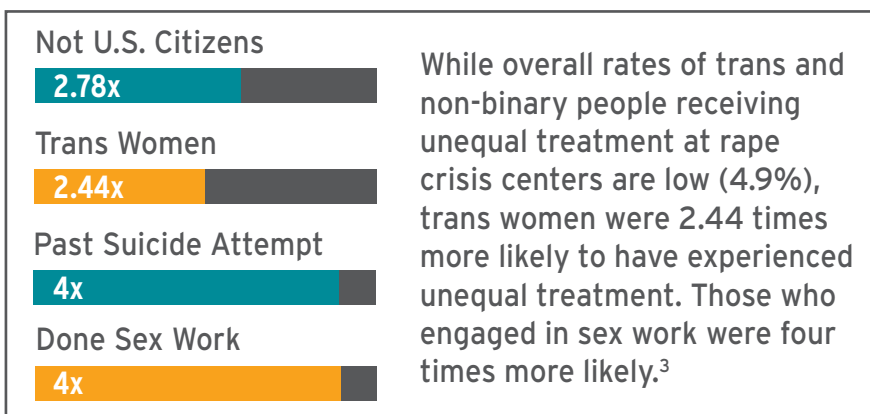 Not U.S. Citizens
2.78x
Trans Women
2.44x
Past Suicide Attempt
4x
Done Sex Work
4x
While overall rates of trans and
non-binary people receiving
unequal treatment at rape
crisis centers are low (4.9%),
trans women were 2.44 times
more likely to have experienced
unequal treatment. Those who
engaged in sex work were four
times more likely.³